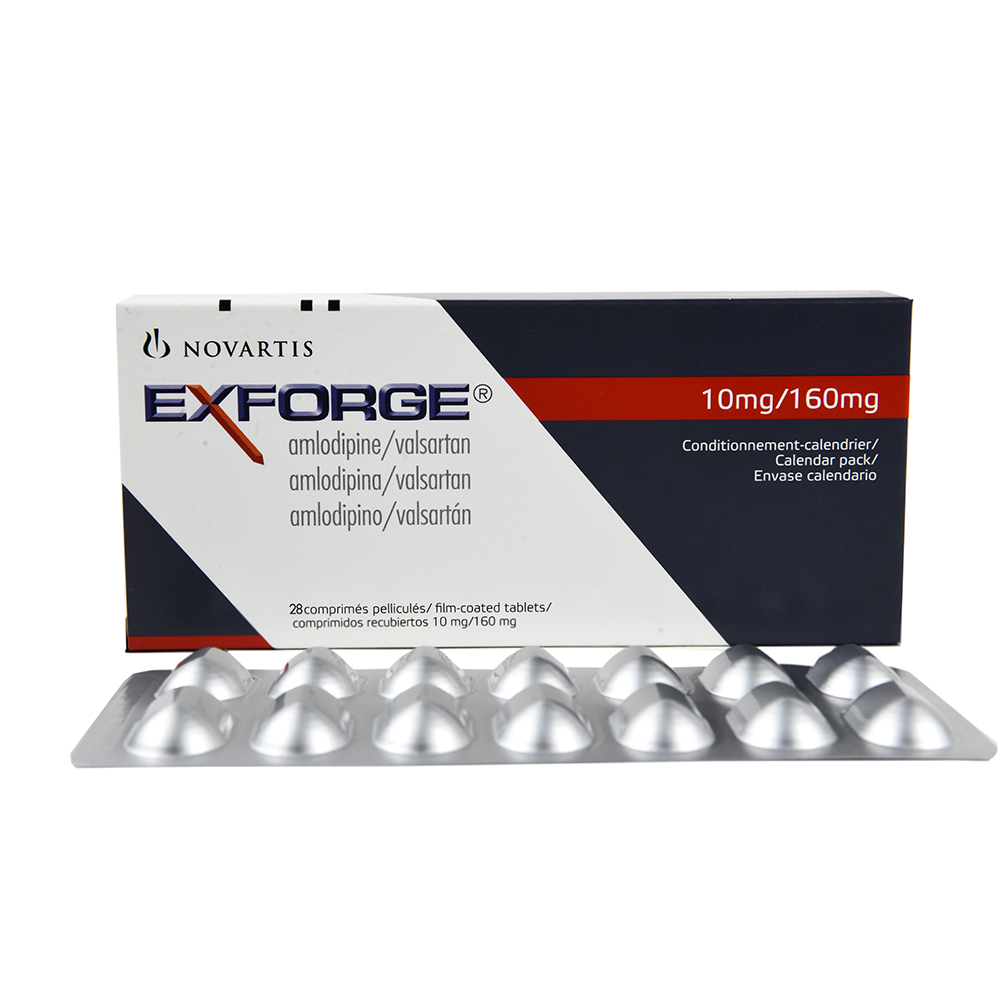 NOVARTIS
EXFORGE®
amlodipine/valsartan
amlodipina/valsartan
amlodipino/valsartán
28 comprimés pelliculés/ film-coated tablets/
comprimidos recubiertos 10 mg/160 mg
10mg/160mg
Conditionnement-calendrier/
Calendar pack/
Envase calendario